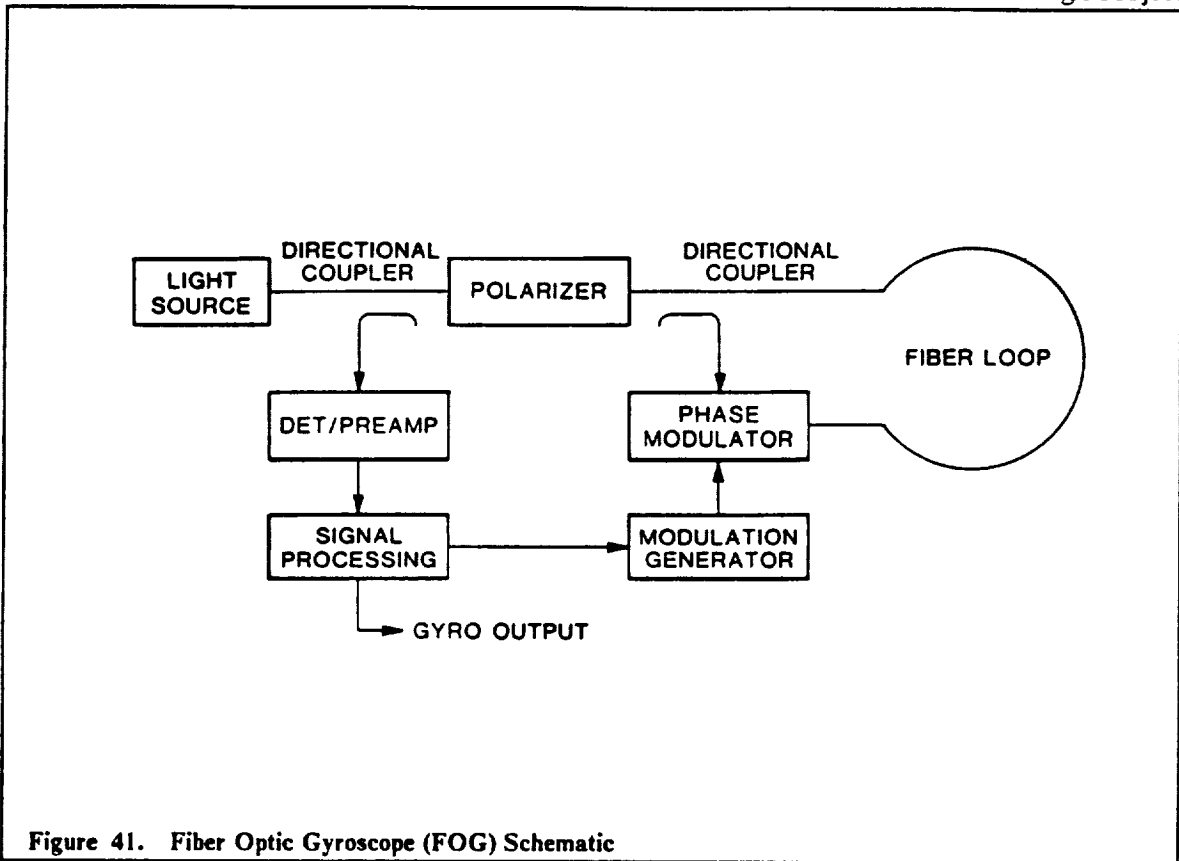 DIRECTIONAL
COUPLER
DIRECTIONAL
COUPLER
LIGHT
SOURCE
POLARIZER
FIBER LOOP
DET/PREAMP
PHASE
MODULATOR
SIGNAL
PROCESSING
MODULATION
GENERATOR
GYRO OUTPUT
Figure 41. Fiber Optic Gyroscope (FOG) Schematic